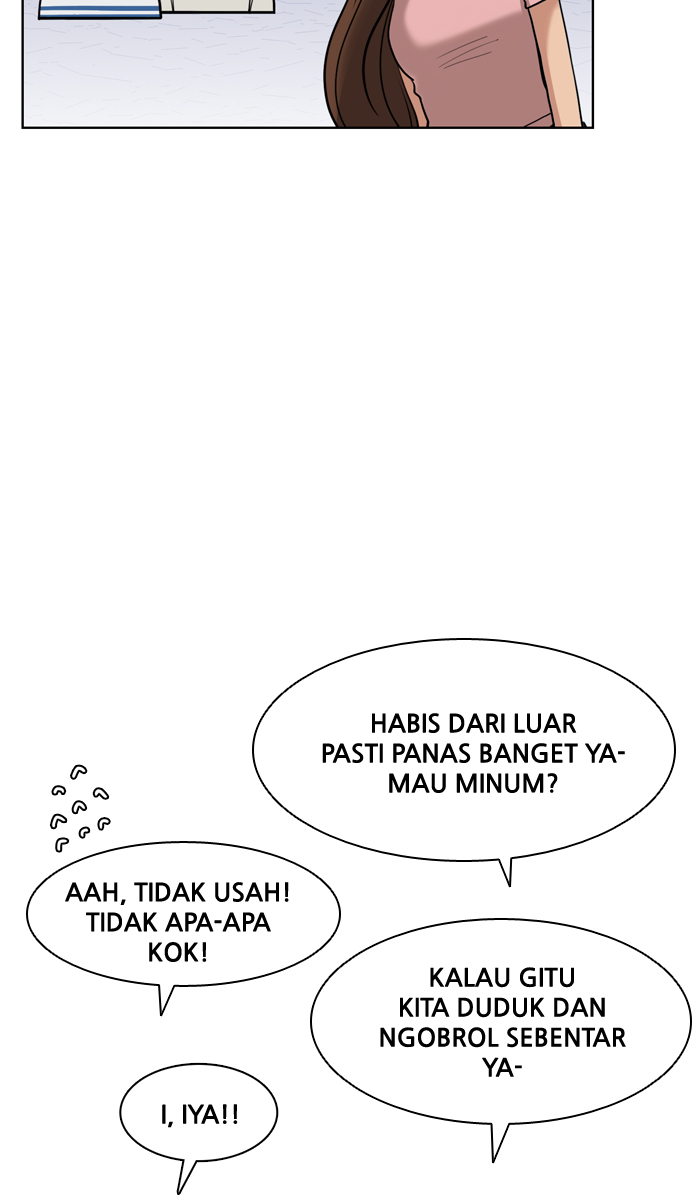 HABIS DARI LUAR
PASTI PANAS BANGET YA-
MAU MINUM?
AAH, TIDAK USAH!
TIDAK APA-APA
KOK!
KALAU GITU
KITA DUDUK DAN
NGOBROL SEBENTAR
YA-
I, IYA!!